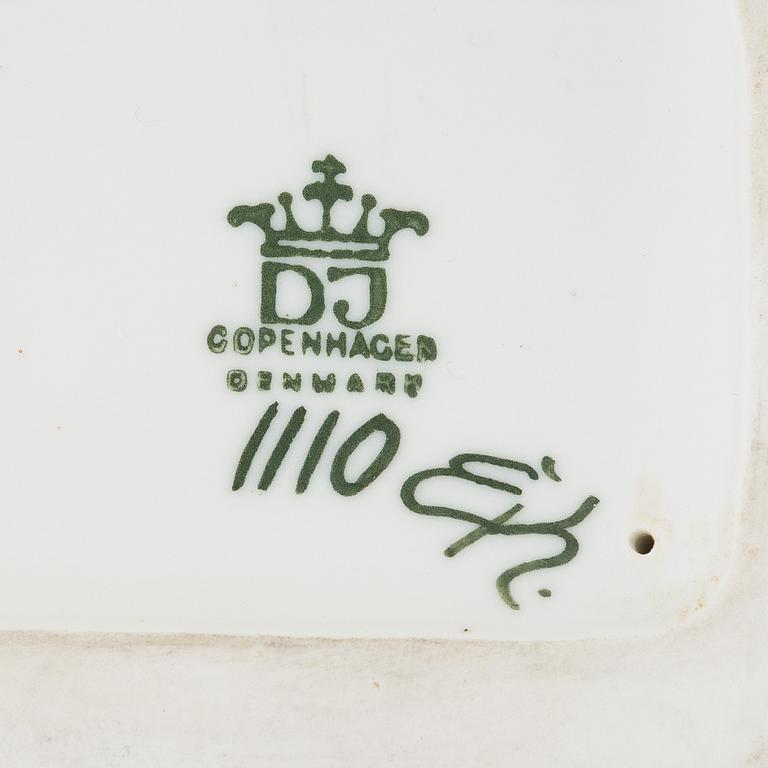 DJ
COPENHAGEN
DENMARK
1110